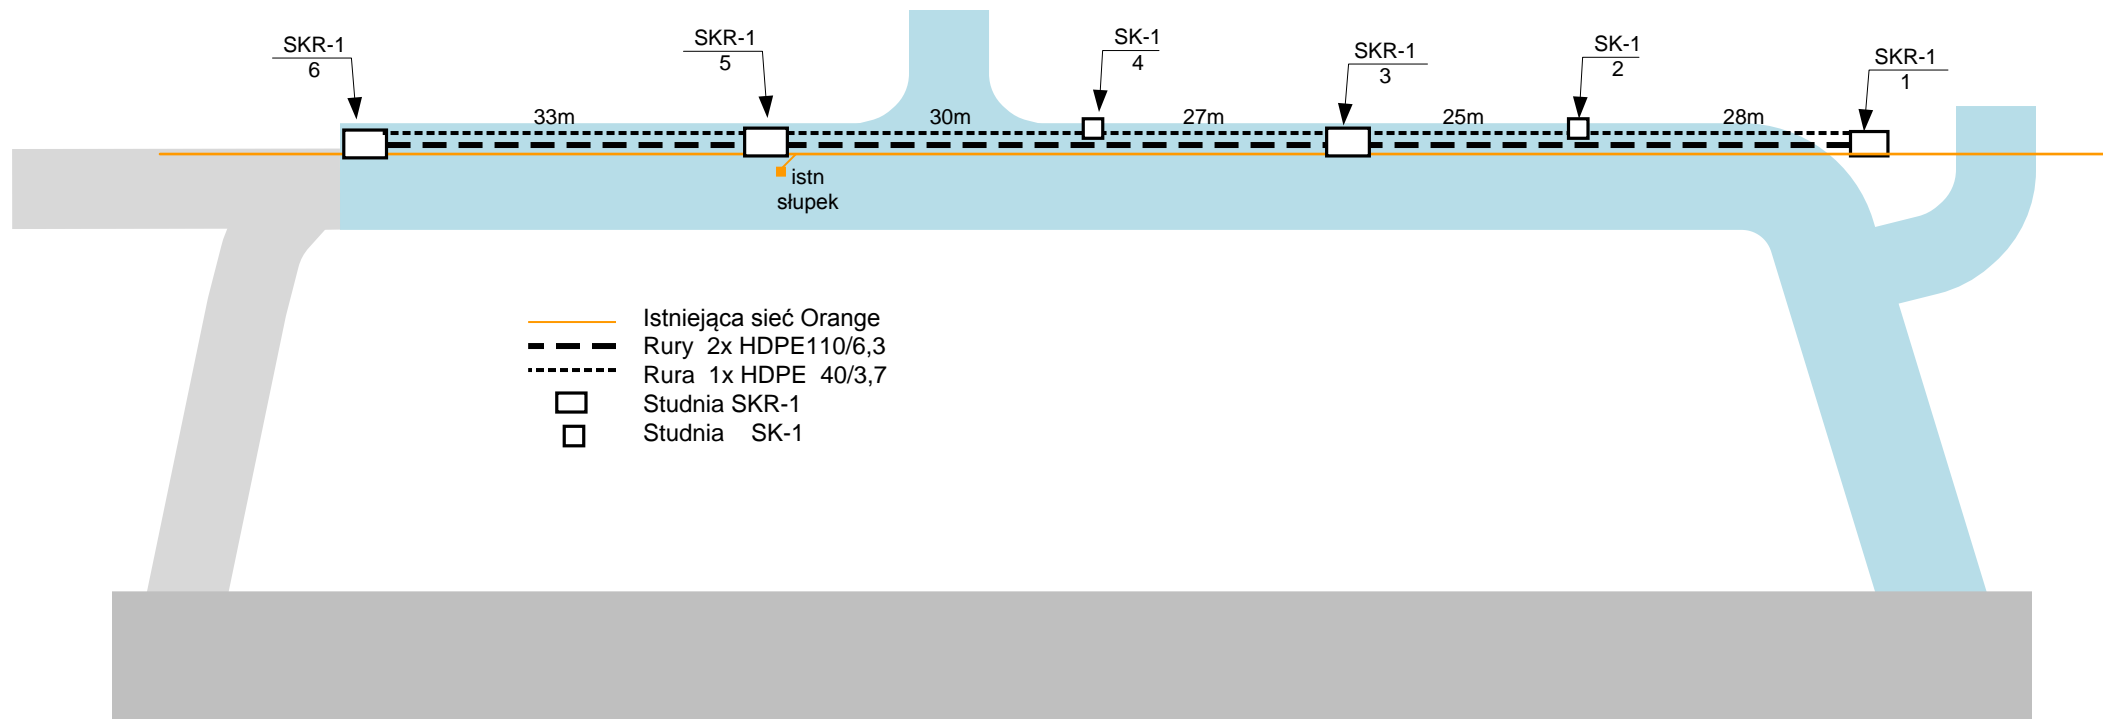 SKR-1
6
SKR-1
5
SK-1
4
SKR-1
3
SK-1
2
SKR-1
1
33m
30m
27m
25m
28m
istn
słupek
Istniejąca sieć Orange
Rury 2x HDPE110/6,3
Rura 1x HDPE 40/3,7
Studnia SKR-1
Studnia SK-1